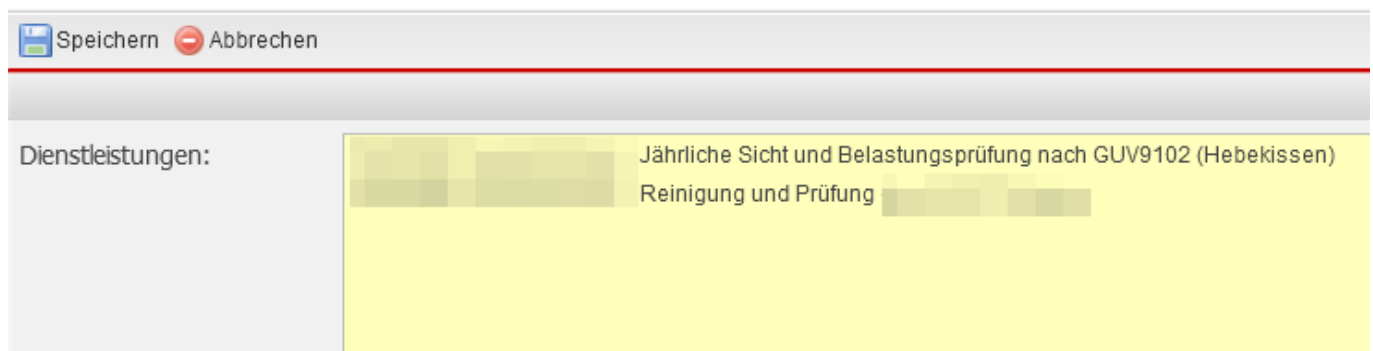 Speichern Abbrechen
Dienstleistungen:
Jährliche Sicht und Belastungsprüfung nach GUV9102 (Hebekissen)
Reinigung und Prüfung